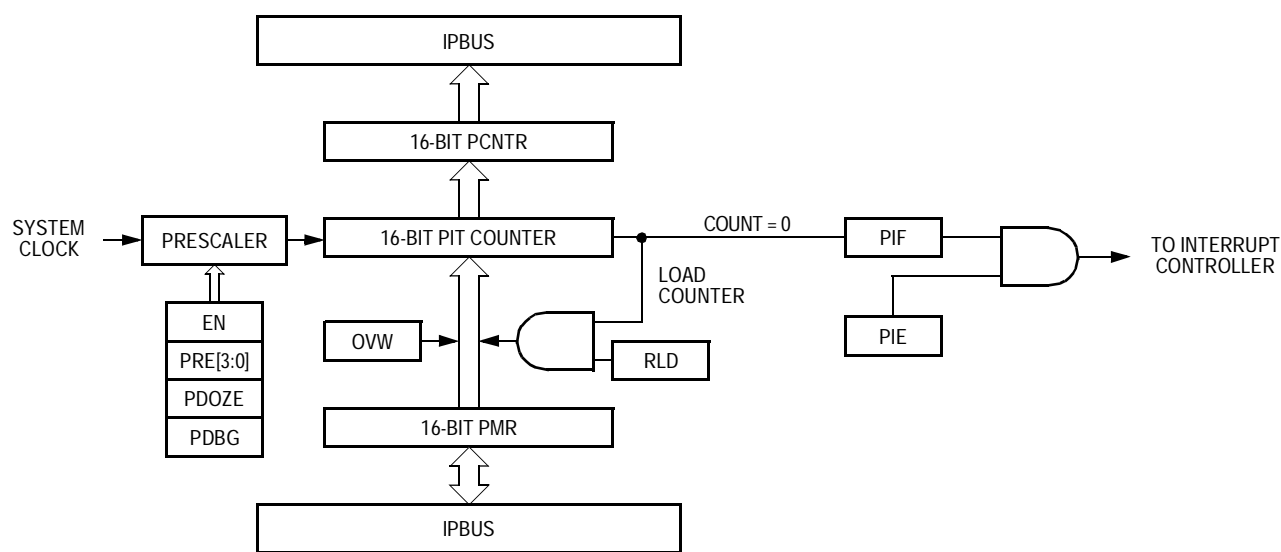 IPBUS
16-BIT PCNTR
SYSTEM
CLOCK
PRESCALER
16-BIT PIT COUNTER
COUNT = 0
PIF
TO INTERRUPT
CONTROLLER
LOAD
COUNTER
EN
PRE[3:0]
PDOZE
PDBG
OVW
RLD
PIE
16-BIT PMR
IPBUS